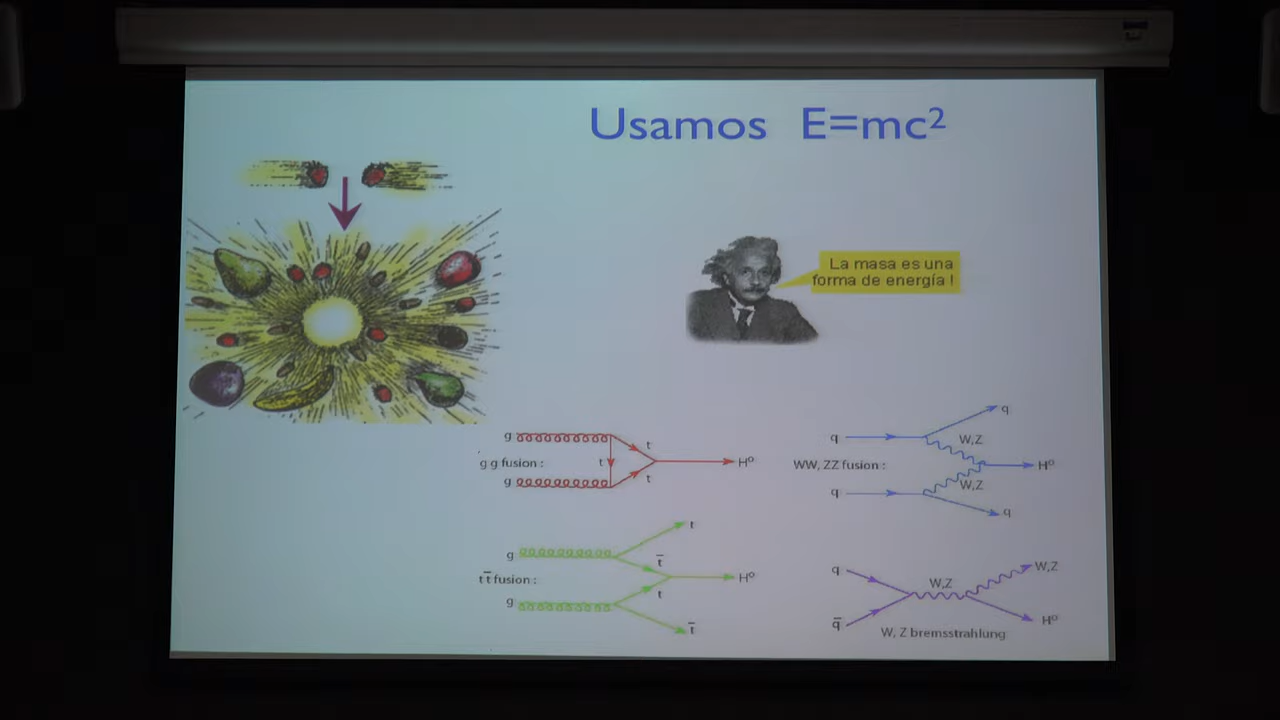 Usamos E=mc²
La masa es una
forma de energía !
g
t
g g fusion :
t
H⁰
g
t
q
q
W,Z
WW, ZZ fusion :
H⁰
q
W,Z
q
t
g
t̄
t t̄ fusion :
H⁰
g
t
t̄
q
W,Z
W,Z
q̄
H⁰
W, Z bremsstrahlung